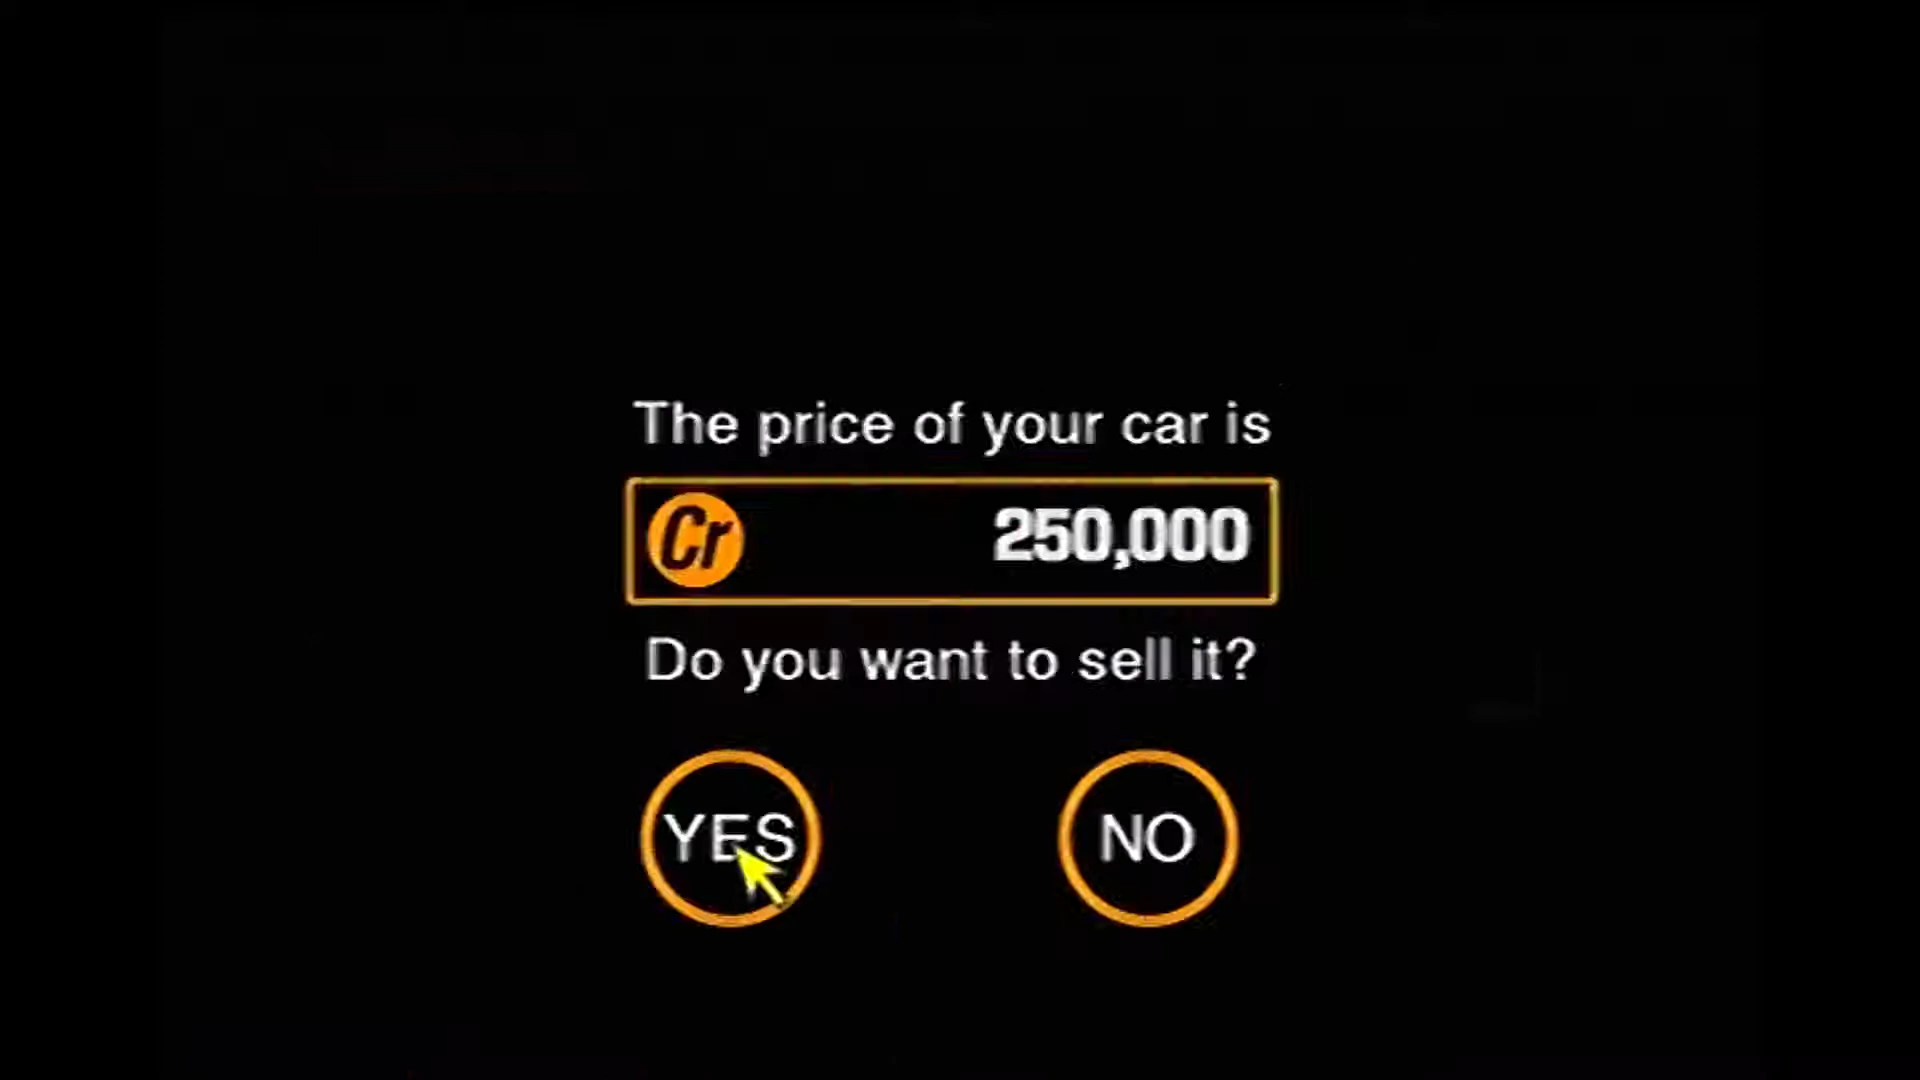 The price of your car is
Cr 250,000
Do you want to sell it?
YES NO